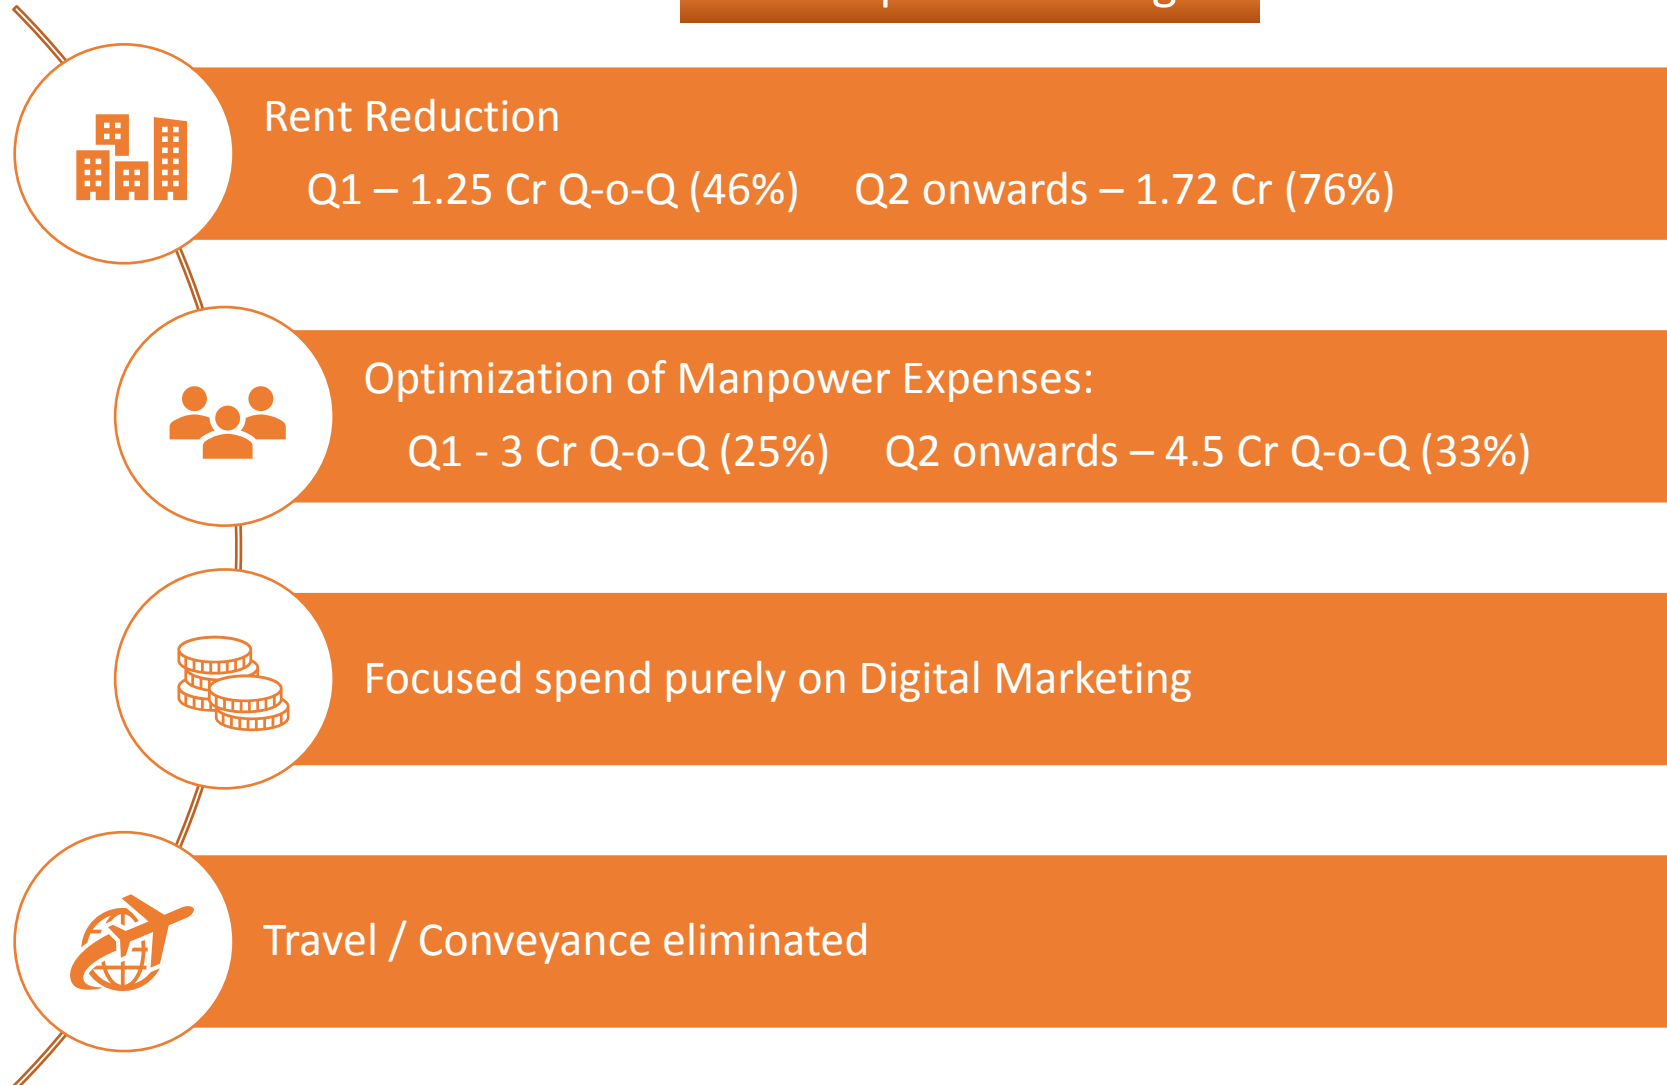 Rent Reduction
Q1 – 1.25 Cr Q-o-Q (46%) Q2 onwards – 1.72 Cr (76%)
Optimization of Manpower Expenses:
Q1 - 3 Cr Q-o-Q (25%) Q2 onwards – 4.5 Cr Q-o-Q (33%)
Focused spend purely on Digital Marketing
Travel / Conveyance eliminated